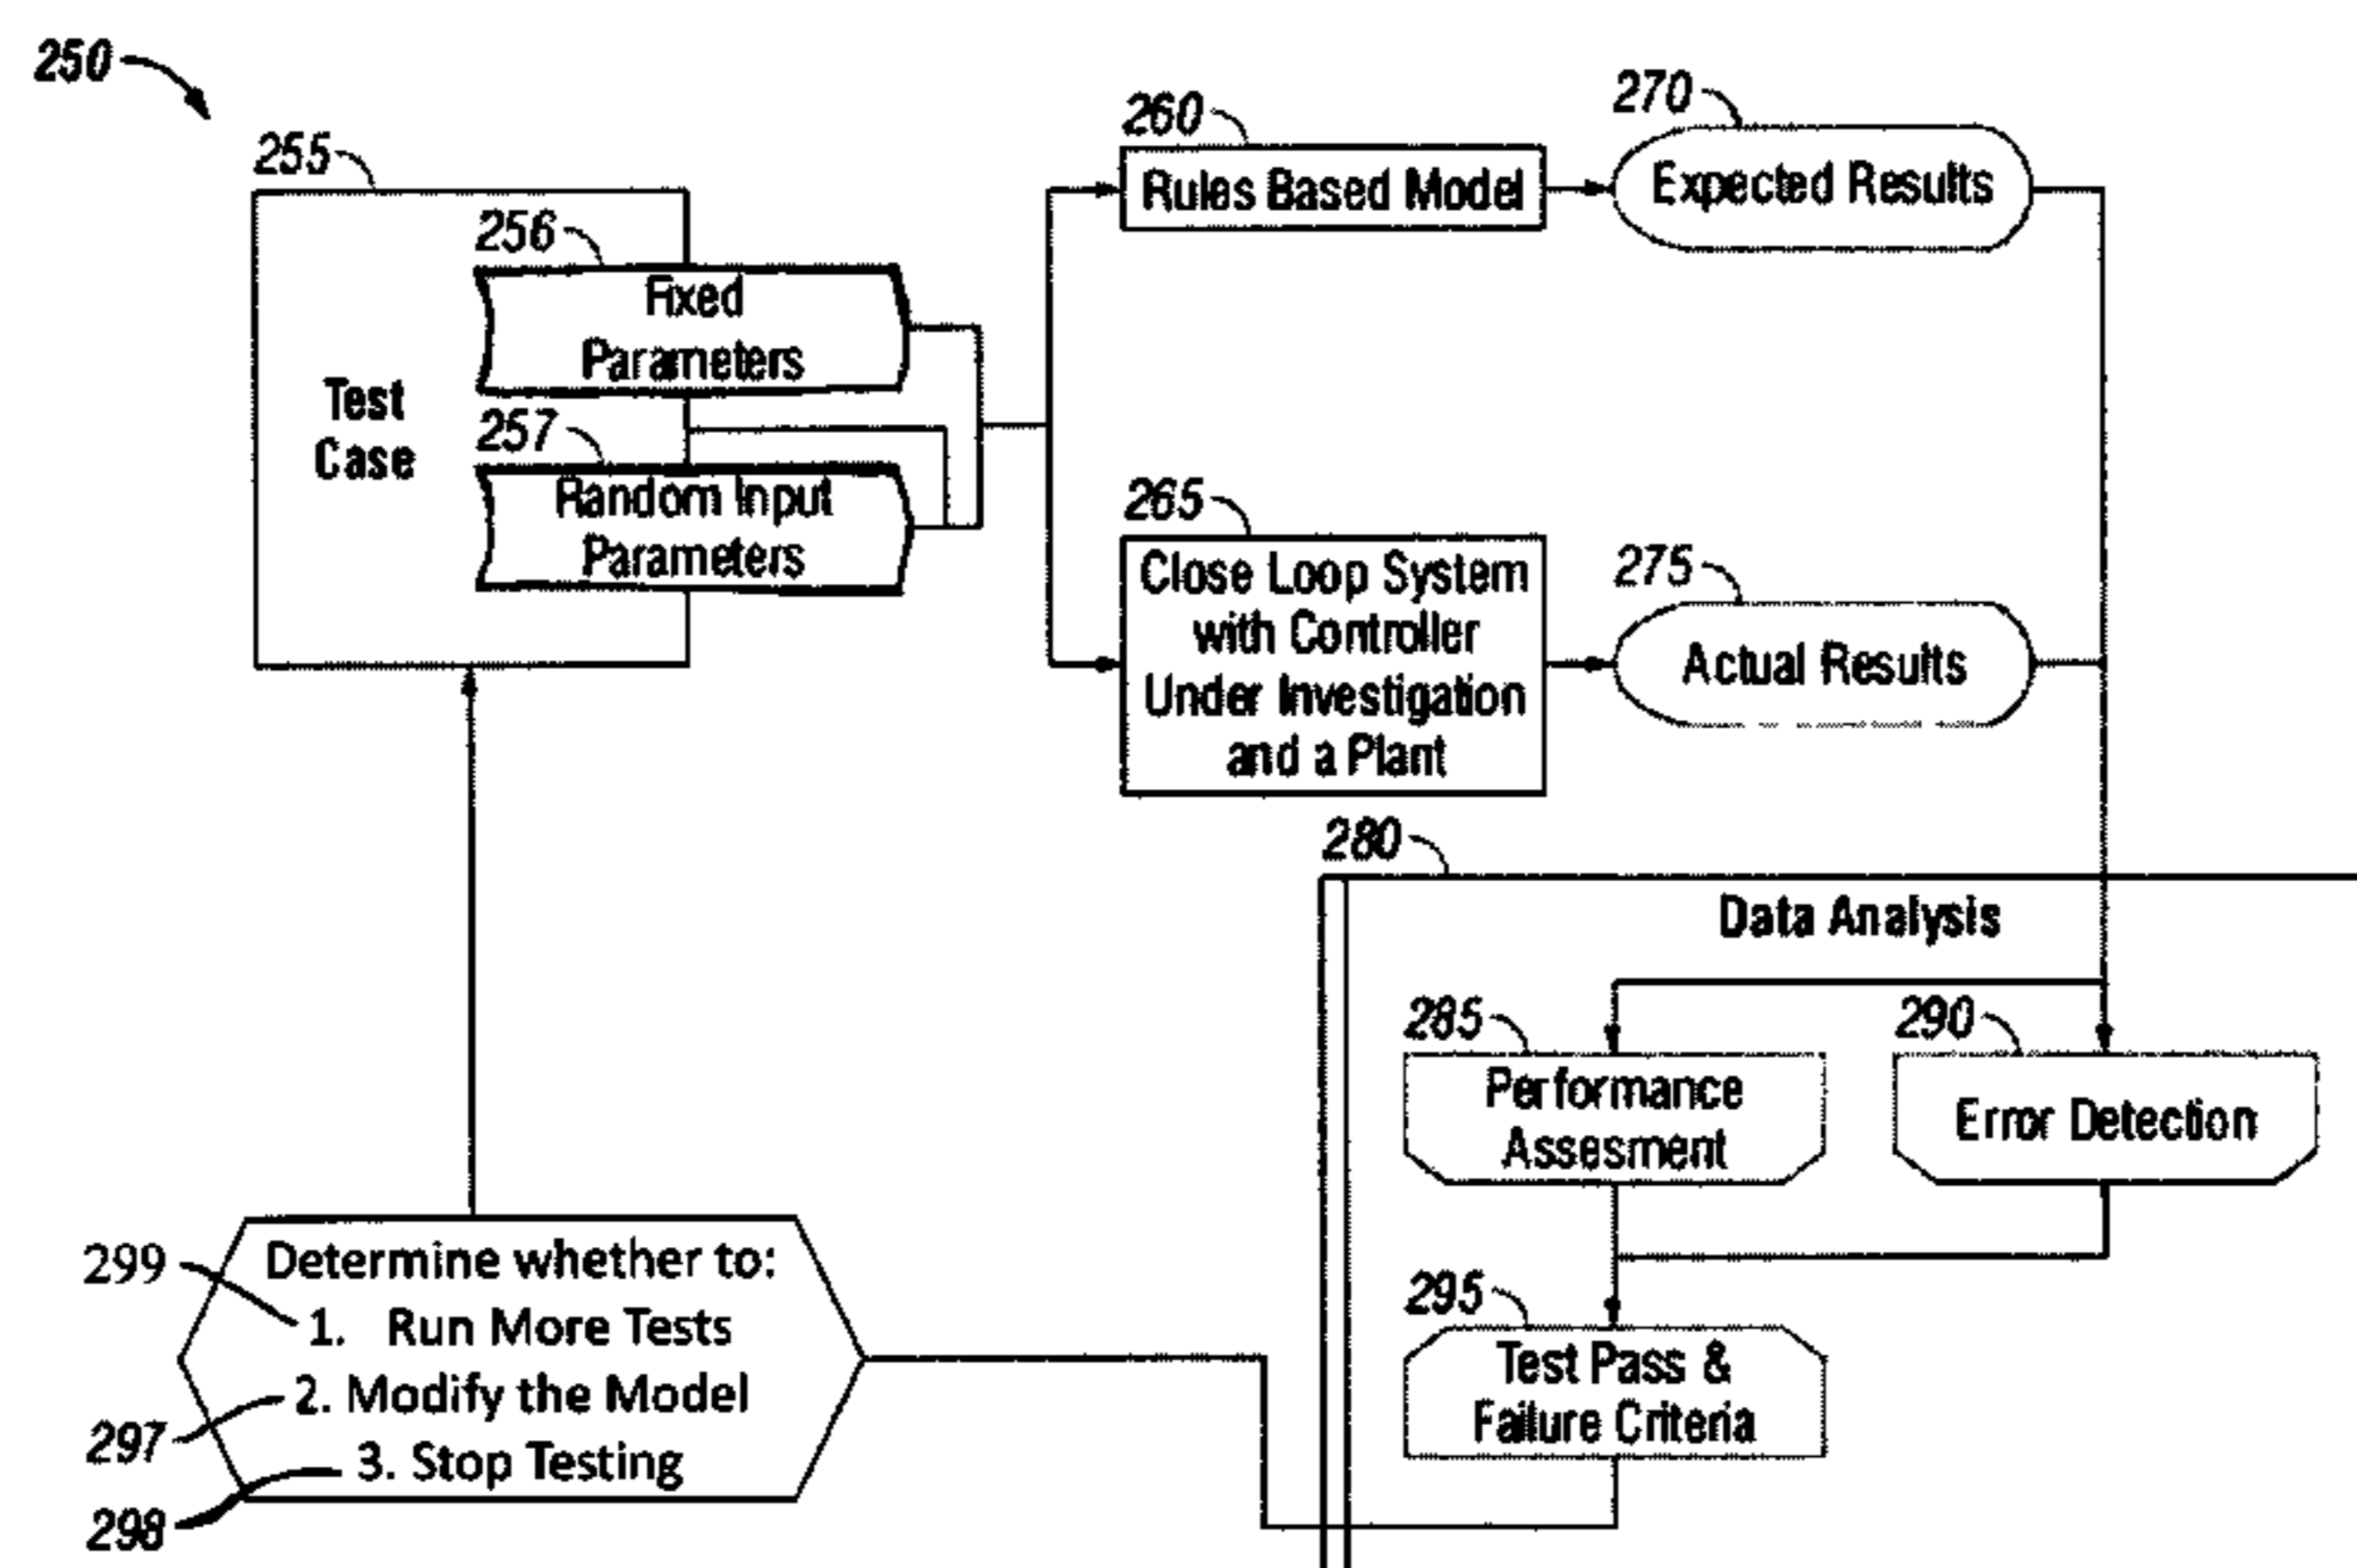 250
255
256
Fixed
Parameters
Test
Case
257
Random Input
Parameters
260
Rules Based Model
270
Expected Results
265
Close Loop System
with Controller
Under Investigation
and a Plant
275
Actual Results
280
Data Analysis
285
Performance
Assesment
290
Error Detection
295
Test Pass &
Failure Criteria
Determine whether to:
299
1. Run More Tests
2. Modify the Model
297
3. Stop Testing
298